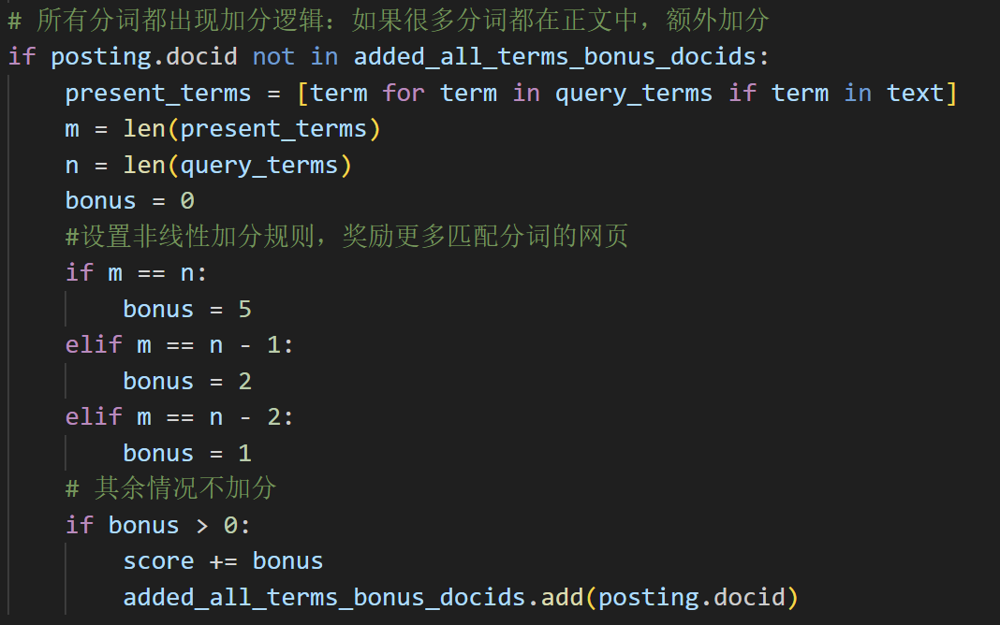 # 所有分词都出现加分逻辑：如果很多分词都在正文中，额外加分
if posting.docid not in added_all_terms_bonus_docids:
    present_terms = [term for term in query_terms if term in text]
    m = len(present_terms)
    n = len(query_terms)
    bonus = 0
    #设置非线性加分规则，奖励更多匹配分词的网页
    if m == n:
        bonus = 5
    elif m == n - 1:
        bonus = 2
    elif m == n - 2:
        bonus = 1
    # 其余情况不加分
    if bonus > 0:
        score += bonus
        added_all_terms_bonus_docids.add(posting.docid)